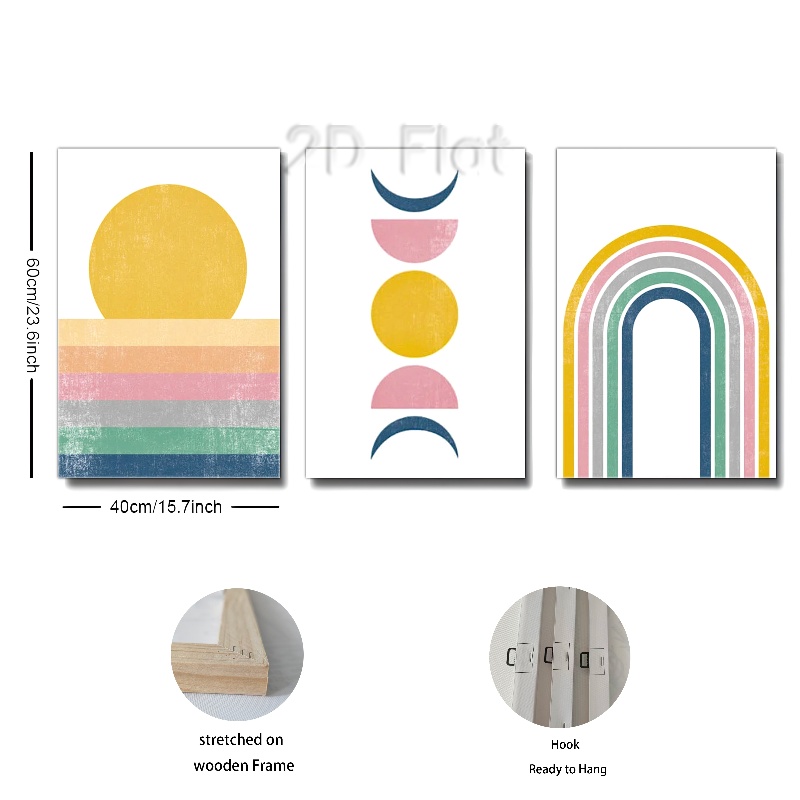 2D Flat
60cm/23.6inch
40cm/15.7inch
stretched on
wooden Frame
Hook
Ready to Hang